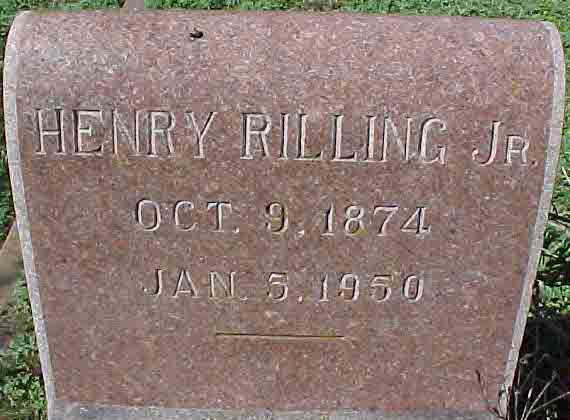 HENRY RILLING JR.
OCT. 9, 1874
JAN. 5, 1950